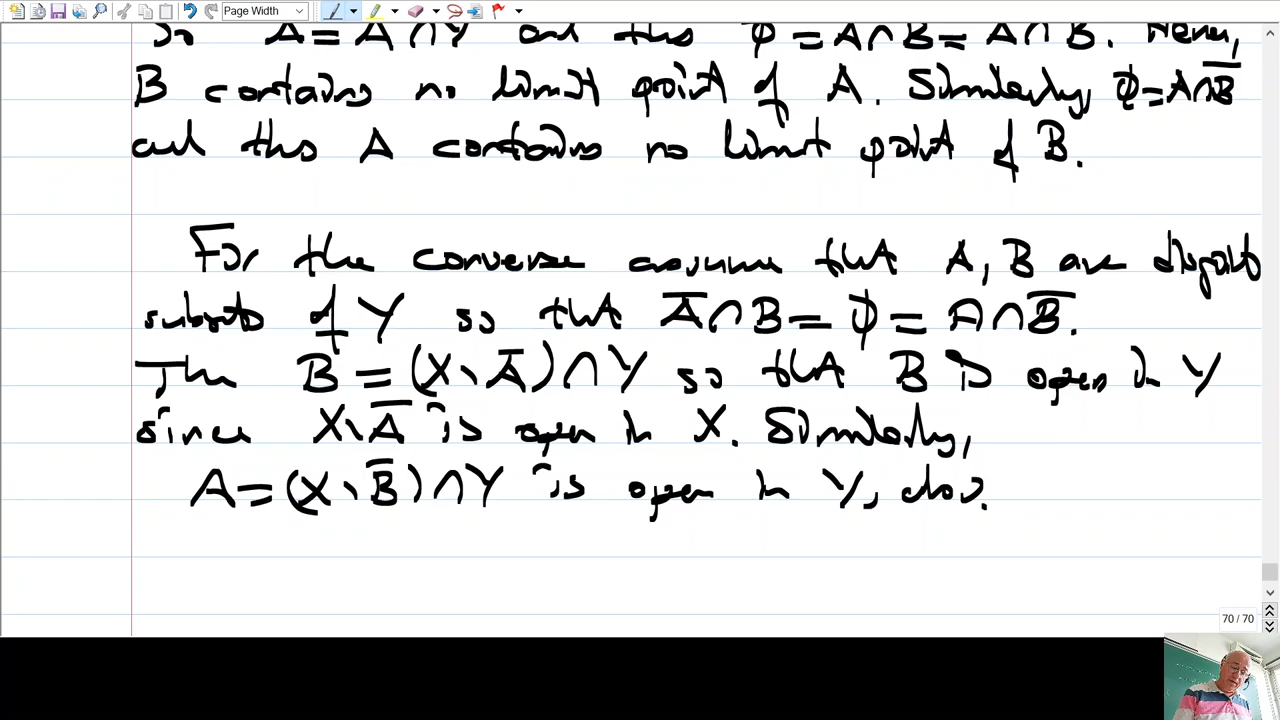 Page Width
So A = A ∩ Y and thus ϕ = A ∩ B = A ∩ B. Hence,
B contains no limit point of A. Similarly, ϕ = A ∩ B̅
and thus A contains no limit point of B.
For the converse assume that A, B are disjoint
subsets of Y so that A̅ ∩ B = ϕ = A ∩ B̅.
Then B = (X \ A̅) ∩ Y so that B is open in Y
since X \ A̅ is open in X. Similarly,
A = (X \ B̅) ∩ Y is open in Y, also.
70 / 70